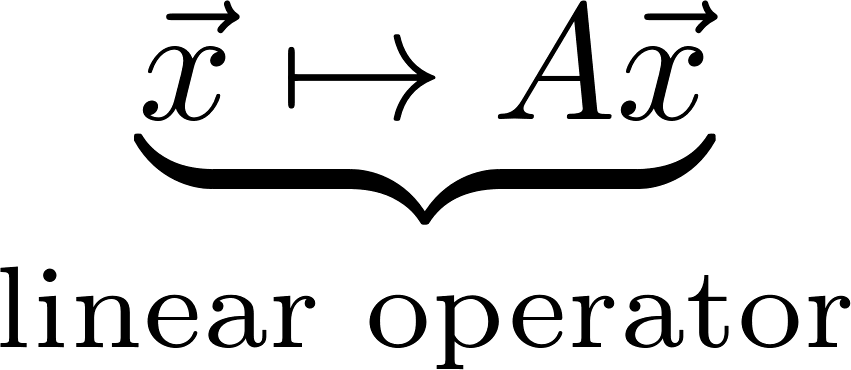 x⃗ ↦ Ax⃗
linear operator